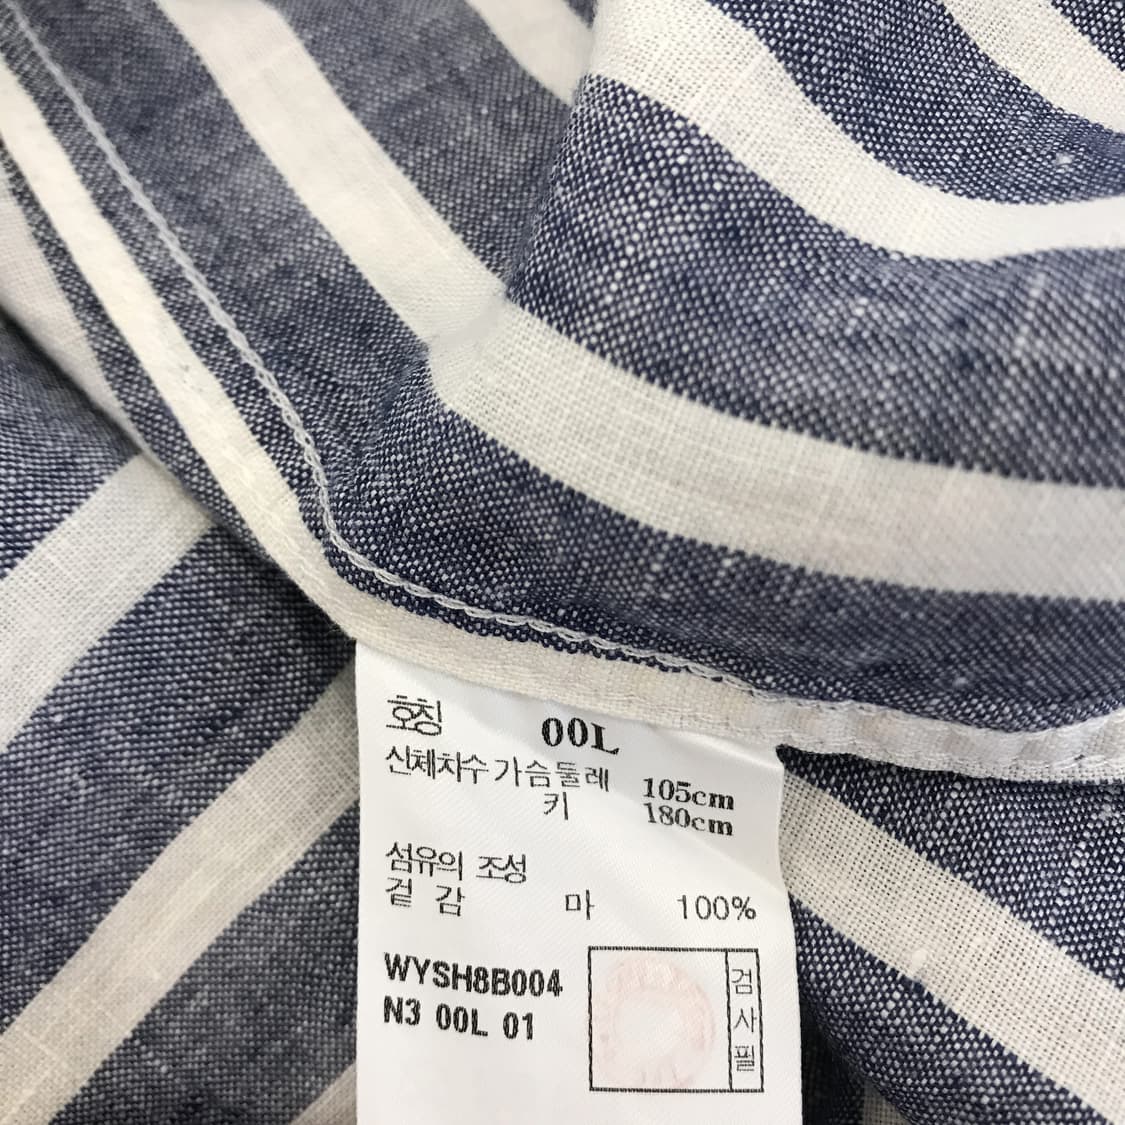 호칭 00L
신체치수 가슴둘레 105cm
키 180cm
섬유의 조성
겉감 마 100%
WYSH8B004
N3 00L 01
검사필